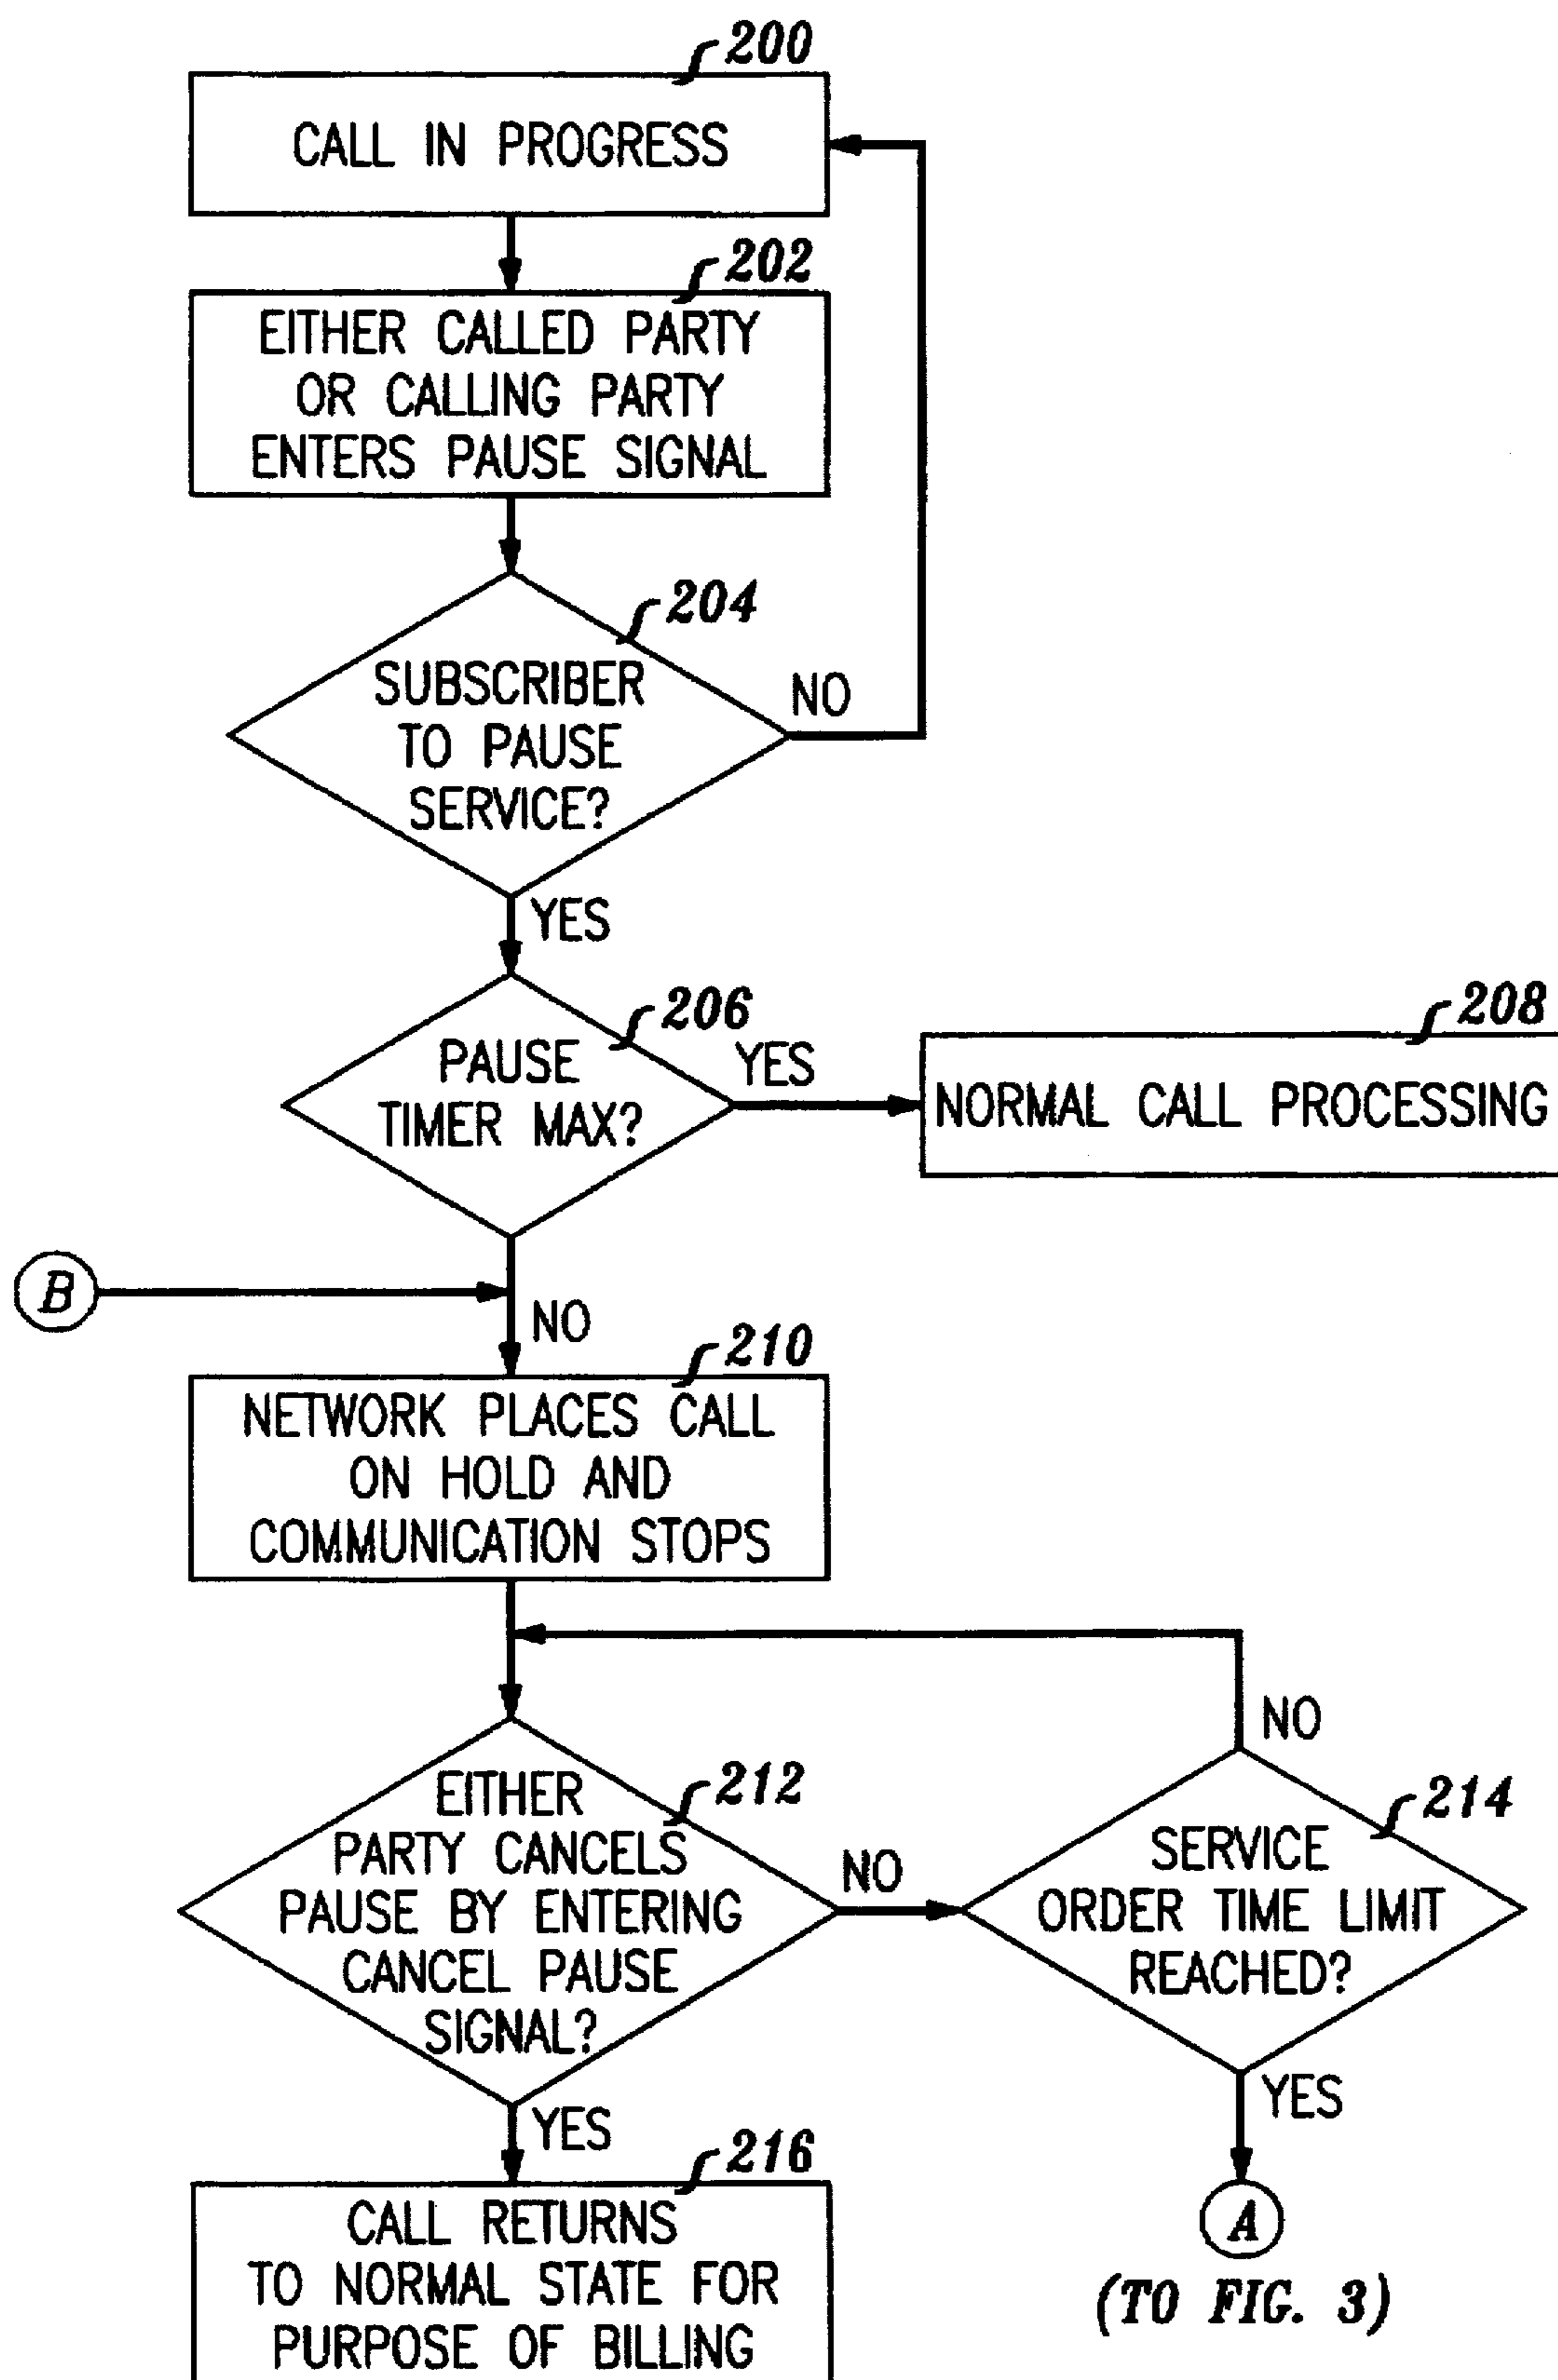 200
CALL IN PROGRESS
202
EITHER CALLED PARTY
OR CALLING PARTY
ENTERS PAUSE SIGNAL
204
SUBSCRIBER
TO PAUSE
SERVICE?
NO
YES
206
PAUSE
TIMER MAX?
YES
208
NORMAL CALL PROCESSING
B
NO
210
NETWORK PLACES CALL
ON HOLD AND
COMMUNICATION STOPS
212
EITHER
PARTY CANCELS
PAUSE BY ENTERING
CANCEL PAUSE
SIGNAL?
NO
214
SERVICE
ORDER TIME LIMIT
REACHED?
NO
YES
A
(TO FIG. 3)
YES
216
CALL RETURNS
TO NORMAL STATE FOR
PURPOSE OF BILLING